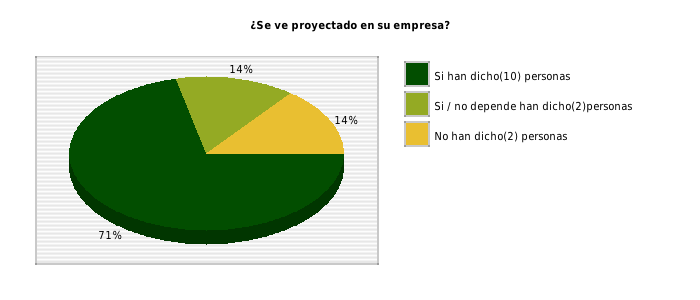 ¿Se ve proyectado en su empresa?
14%
14%
71%
Si han dicho(10) personas
Si / no depende han dicho(2)personas
No han dicho(2) personas